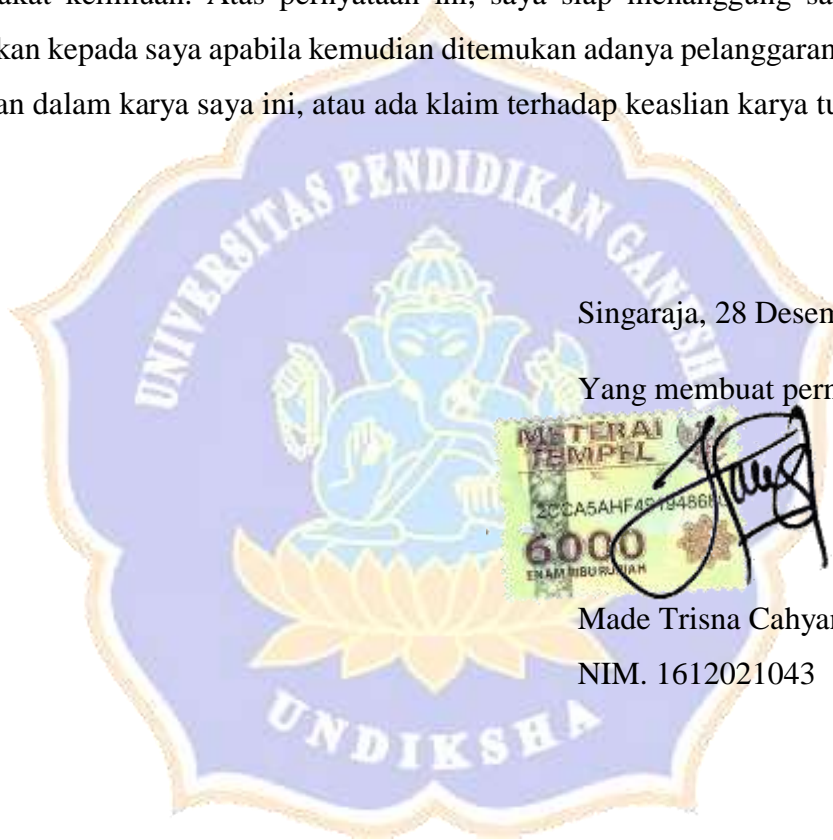 akat keilmuan. Atas pernyataan ini, saya siap menanggung sa
kan kepada saya apabila kemudian ditemukan adanya pelanggaran
an dalam karya saya ini, atau ada klaim terhadap keaslian karya tu
UNIVERSITAS PENDIDIKAN GANESHA
Singaraja, 28 Desem
Yang membuat pern
METERAI
TEMPEL
6000
ENAM RIBU RUPIAH
Made Trisna Cahyan
NIM. 1612021043
UNDIKSHA